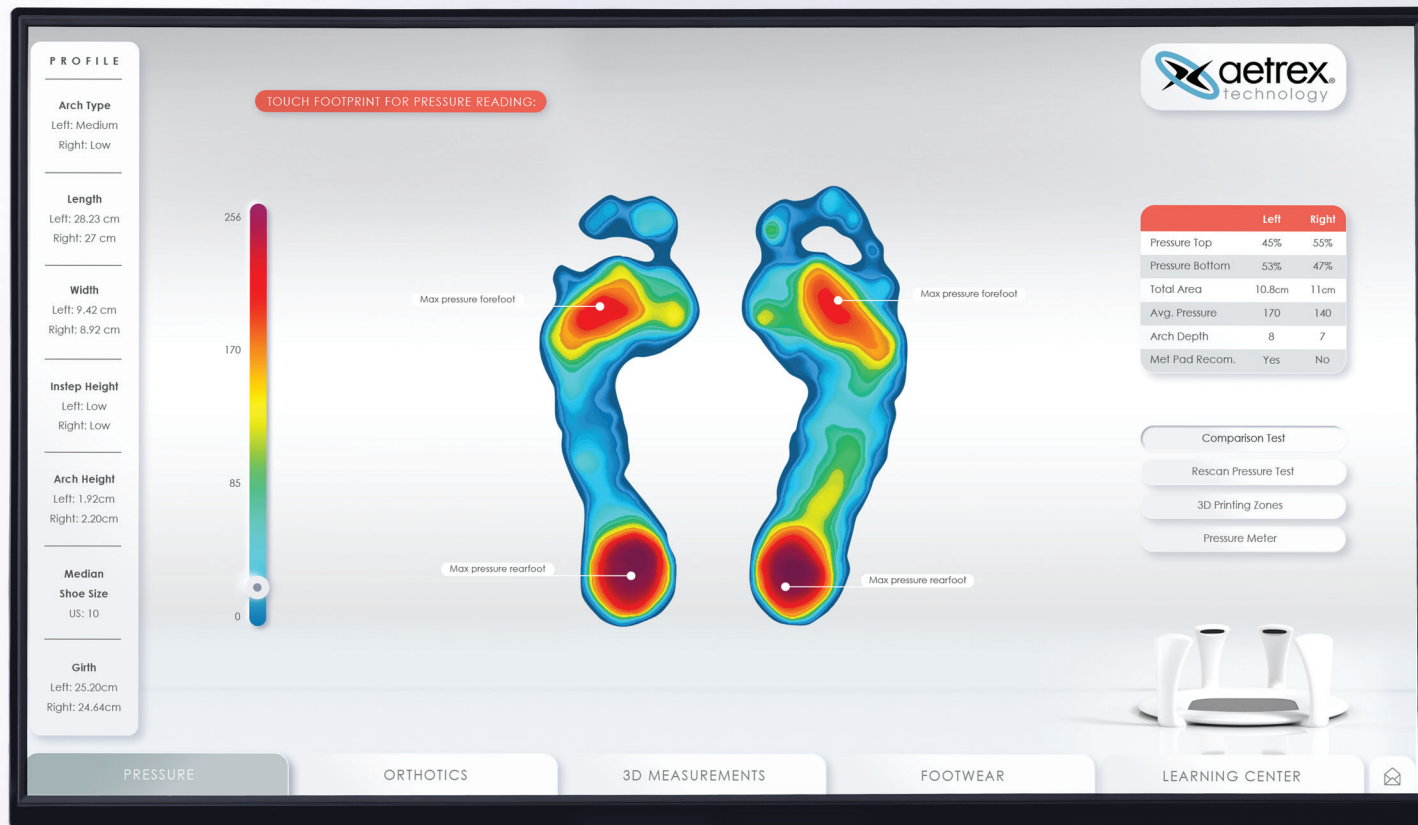 PROFILE
Arch Type
Left: Medium
Right: Low
Length
Left: 28.23 cm
Right: 27 cm
Width
Left: 9.42 cm
Right: 8.92 cm
Instep Height
Left: Low
Right: Low
Arch Height
Left: 1.92cm
Right: 2.20cm
Median
Shoe Size
US: 10
Girth
Left: 25.20cm
Right: 24.64cm
TOUCH FOOTPRINT FOR PRESSURE READING:
256
170
85
0
Max pressure forefoot
Max pressure forefoot
Max pressure rearfoot
Max pressure rearfoot
aetrex®
technology
Left Right
Pressure Top 45% 55%
Pressure Bottom 53% 47%
Total Area 10.8cm 11cm
Avg. Pressure 170 140
Arch Depth 8 7
Met Pad Recom. Yes No
Comparison Test
Rescan Pressure Test
3D Printing Zones
Pressure Meter
PRESSURE
ORTHOTICS
3D MEASUREMENTS
FOOTWEAR
LEARNING CENTER